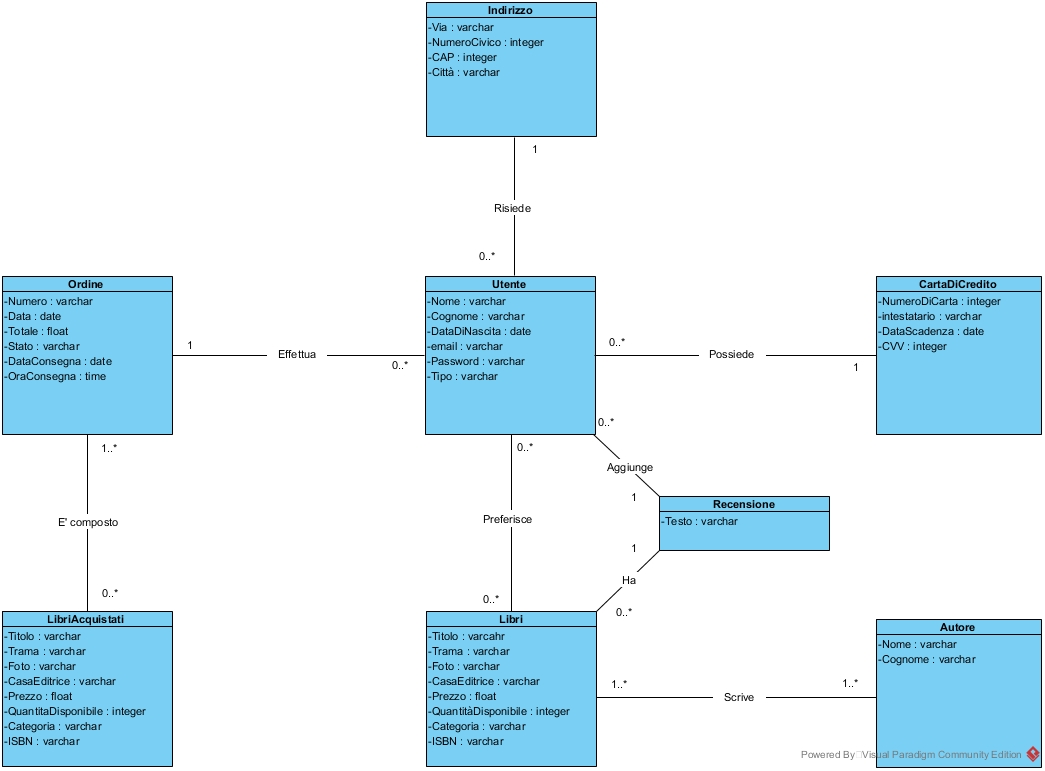 Indirizzo
-Via : varchar
-NumeroCivico : integer
-CAP : integer
-Città : varchar
1
Risiede
0..*
Ordine
-Numero : varchar
-Data : date
-Totale : float
-Stato : varchar
-DataConsegna : date
-OraConsegna : time
1
Effettua
0..*
Utente
-Nome : varchar
-Cognome : varchar
-DataDiNascita : date
-email : varchar
-Password : varchar
-Tipo : varchar
0..*
Possiede
1
CartaDiCredito
-NumeroDiCarta : integer
-intestatario : varchar
-DataScadenza : date
-CVV : integer
1..*
E' composto
0..*
0..*
Preferisce
0..*
0..*
Aggiunge
1
Recensione
-Testo : varchar
1
Ha
0..*
LibriAcquistati
-Titolo : varchar
-Trama : varchar
-Foto : varchar
-CasaEditrice : varchar
-Prezzo : float
-QuantitaDisponibile : integer
-Categoria : varchar
-ISBN : varchar
Libri
-Titolo : varcahr
-Trama : varchar
-Foto : varchar
-CasaEditrice : varchar
-Prezzo : float
-QuantitàDisponibile : integer
-Categoria : varchar
-ISBN : varchar
1..*
Scrive
1..*
Autore
-Nome : varchar
-Cognome : varchar
Powered By Visual Paradigm Community Edition